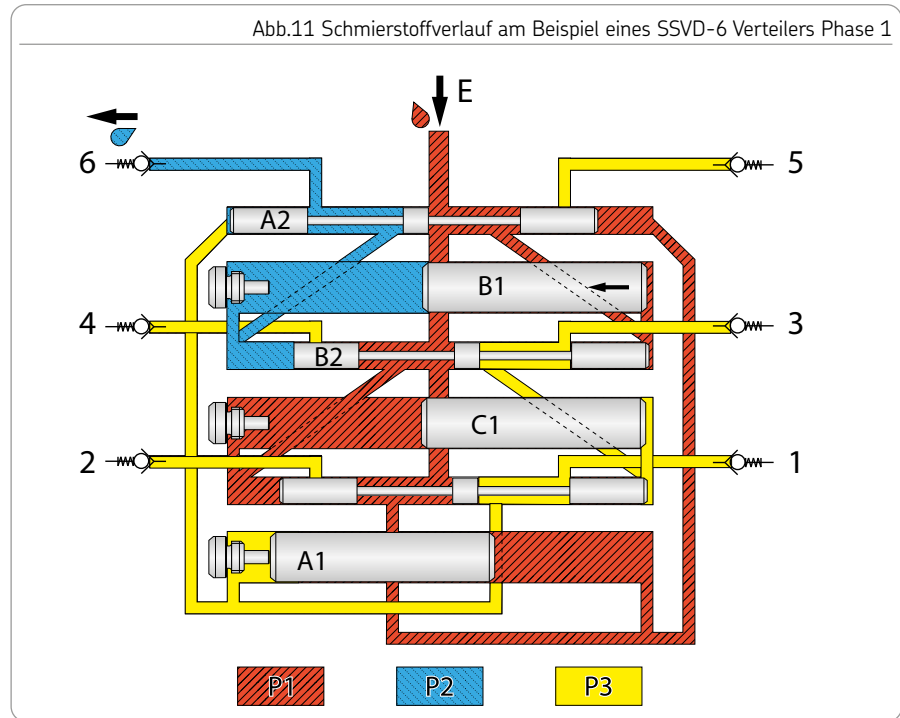 Abb.11 Schmierstoffverlauf am Beispiel eines SSVD-6 Verteilers Phase 1
E
6
5
A2
B1
4
3
B2
C1
2
1
A1
P1
P2
P3